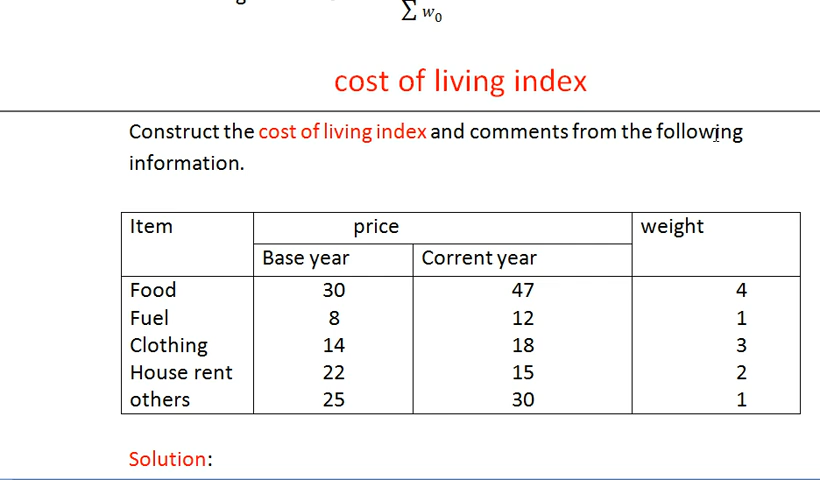 ∑ w₀
cost of living index
Construct the cost of living index and comments from the following
information.
Item price weight
Base year Corrent year
Food 30 47 4
Fuel 8 12 1
Clothing 14 18 3
House rent 22 15 2
others 25 30 1
Solution: